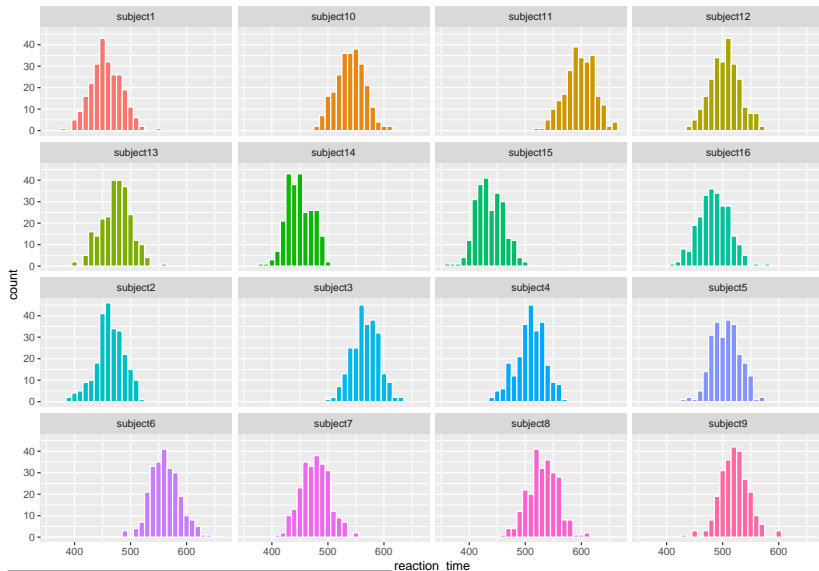 subject1 subject10 subject11 subject12
40
30
20
10
0
subject13 subject14 subject15 subject16
40
30
20
10
0
count
subject2 subject3 subject4 subject5
40
30
20
10
0
subject6 subject7 subject8 subject9
40
30
20
10
0
400 500 600 400 500 600 400 500 600 400 500 600
reaction_time